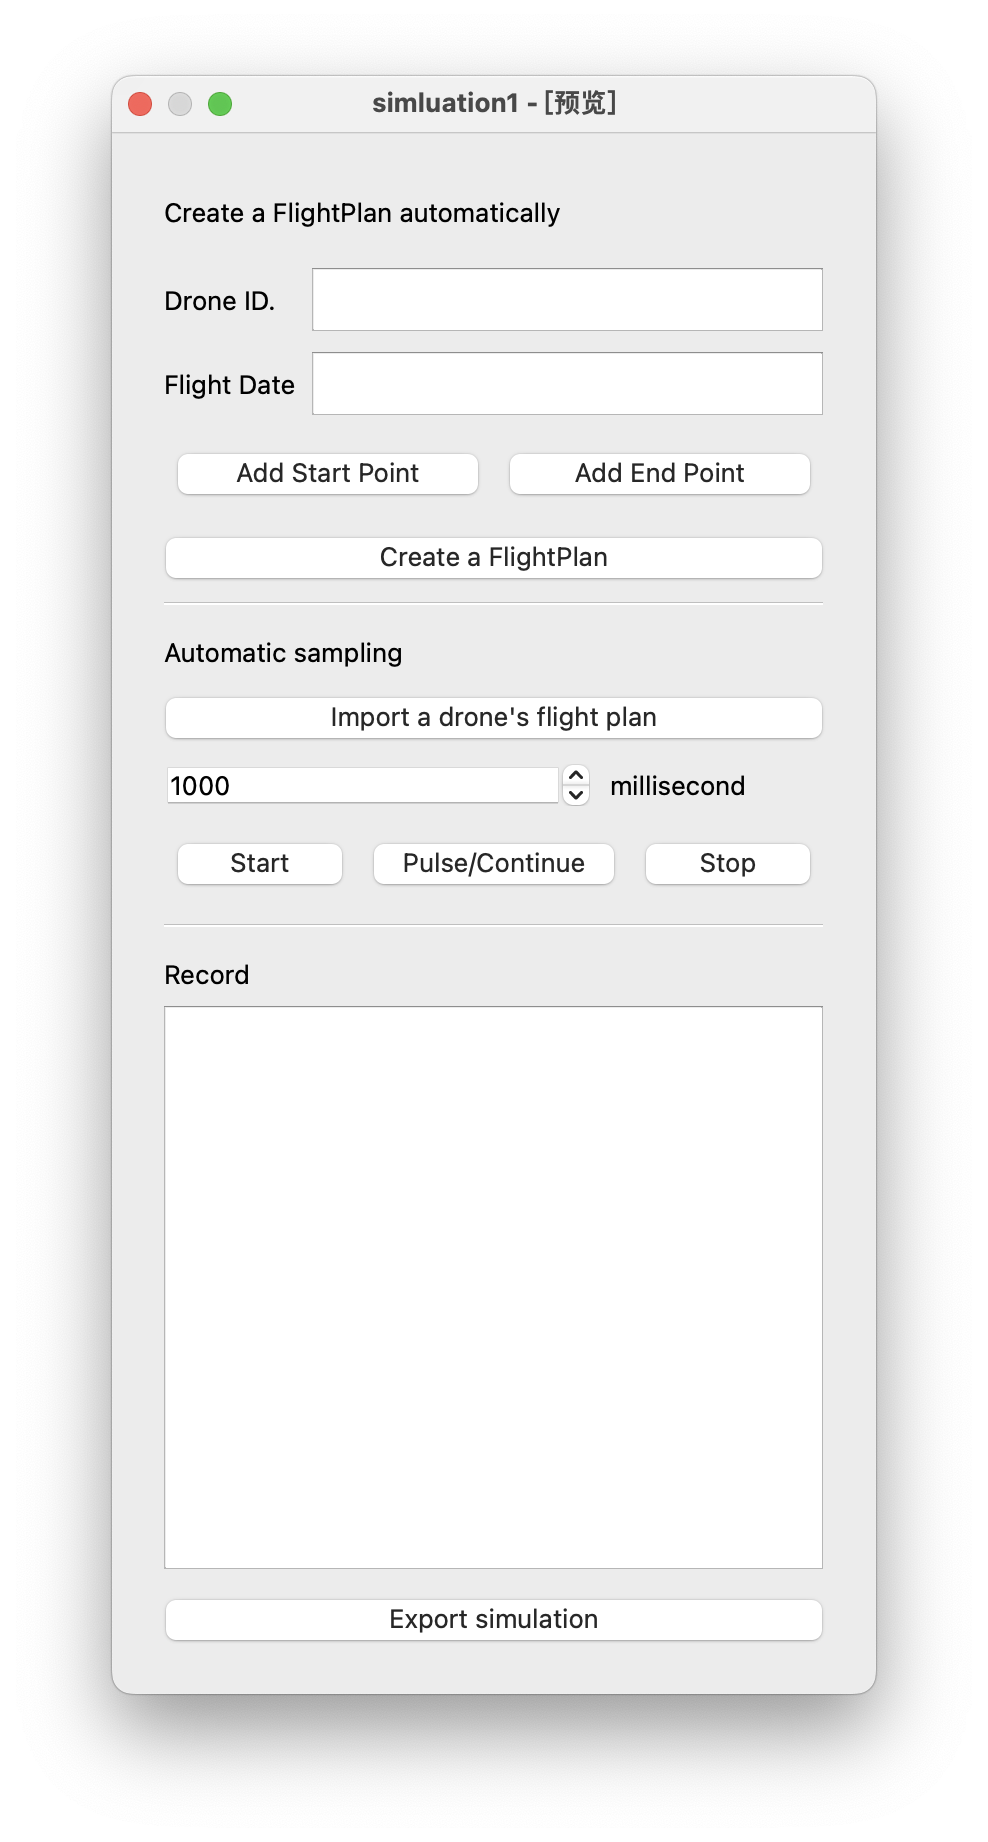 simluation1 - [预览]
Create a FlightPlan automatically
Drone ID.
Flight Date
Add Start Point Add End Point
Create a FlightPlan
Automatic sampling
Import a drone's flight plan
1000 millisecond
Start Pulse/Continue Stop
Record
Export simulation